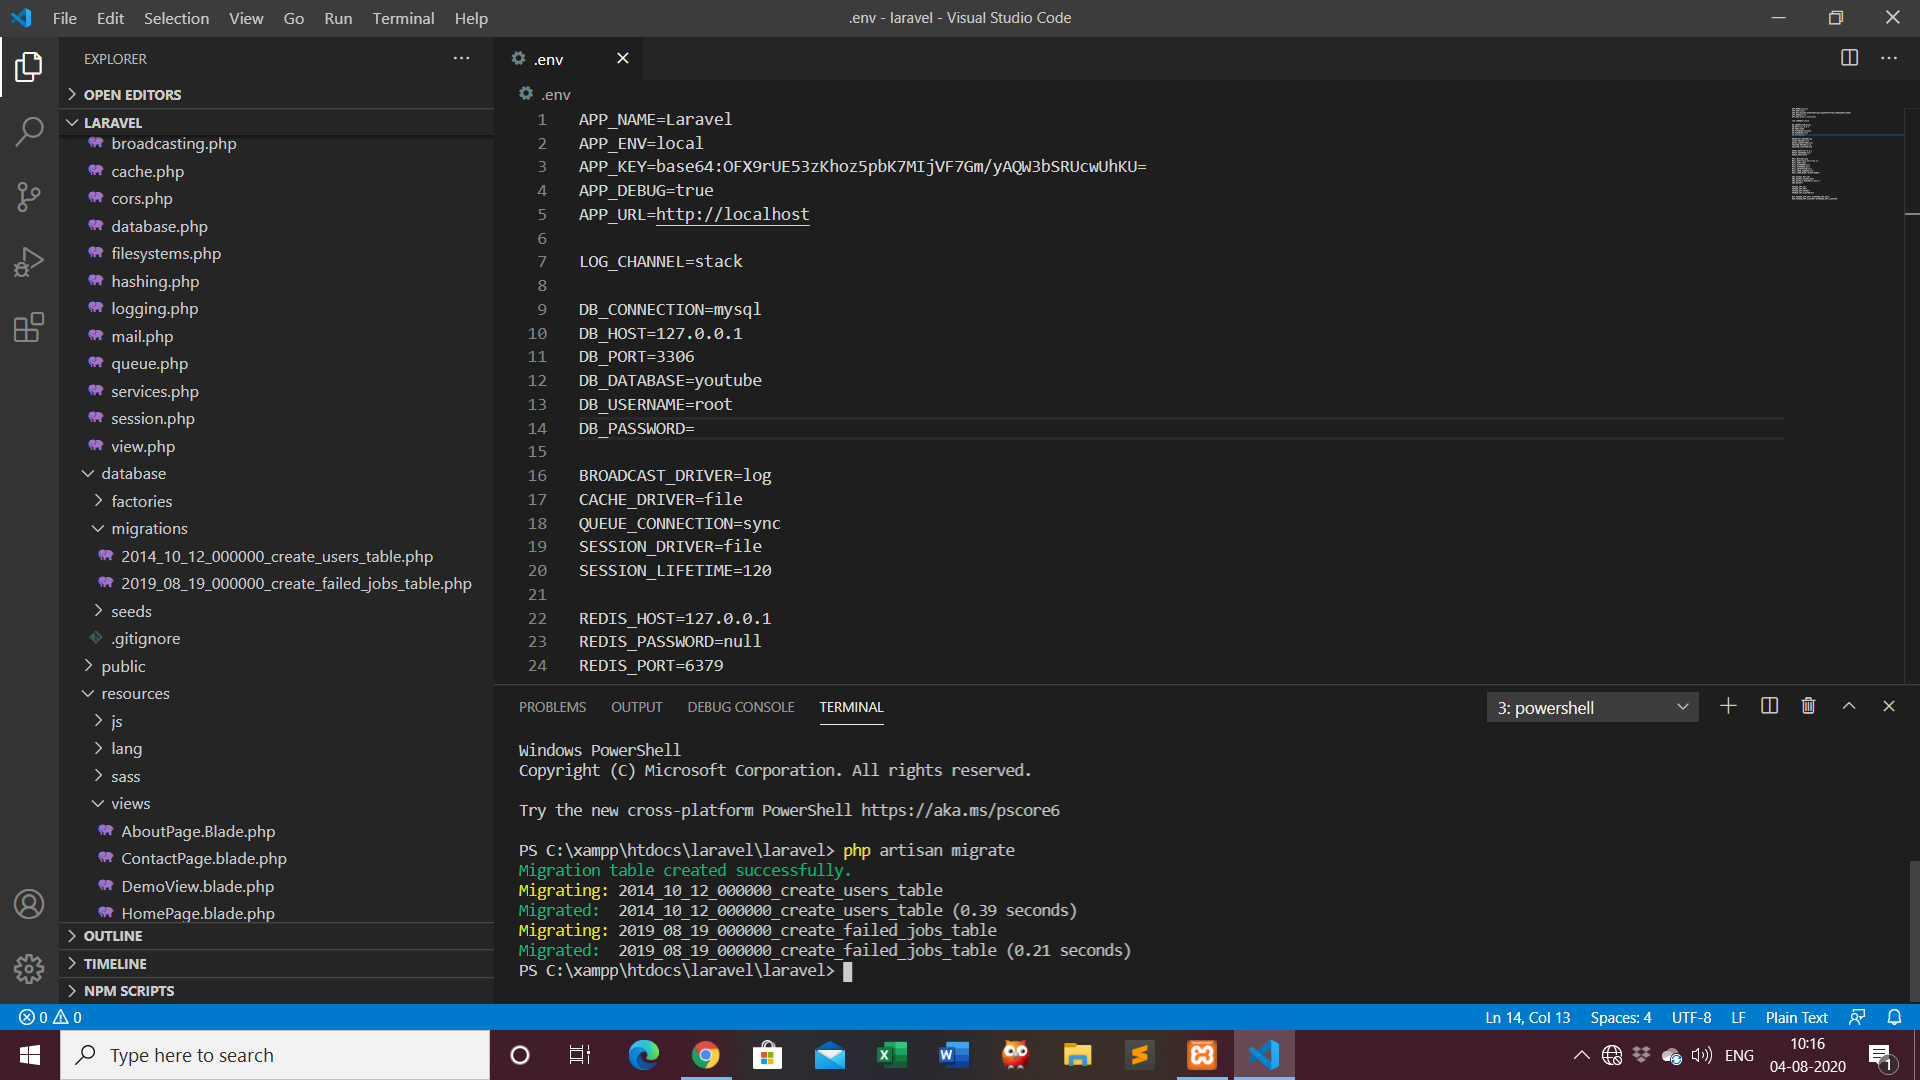 File Edit Selection View Go Run Terminal Help
.env - laravel - Visual Studio Code
EXPLORER
OPEN EDITORS
LARAVEL
broadcasting.php
cache.php
cors.php
database.php
filesystems.php
hashing.php
logging.php
mail.php
queue.php
services.php
session.php
view.php
database
factories
migrations
2014_10_12_000000_create_users_table.php
2019_08_19_000000_create_failed_jobs_table.php
seeds
.gitignore
public
resources
js
lang
sass
views
AboutPage.Blade.php
ContactPage.blade.php
DemoView.blade.php
HomePage.blade.php
OUTLINE
TIMELINE
NPM SCRIPTS
.env
.env
1 APP_NAME=Laravel
2 APP_ENV=local
3 APP_KEY=base64:OFX9rUE53zKhoz5pbK7MIjVF7Gm/yAQW3bSRUcwUhKU=
4 APP_DEBUG=true
5 APP_URL=http://localhost
6
7 LOG_CHANNEL=stack
8
9 DB_CONNECTION=mysql
10 DB_HOST=127.0.0.1
11 DB_PORT=3306
12 DB_DATABASE=youtube
13 DB_USERNAME=root
14 DB_PASSWORD=
15
16 BROADCAST_DRIVER=log
17 CACHE_DRIVER=file
18 QUEUE_CONNECTION=sync
19 SESSION_DRIVER=file
20 SESSION_LIFETIME=120
21
22 REDIS_HOST=127.0.0.1
23 REDIS_PASSWORD=null
24 REDIS_PORT=6379
PROBLEMS OUTPUT DEBUG CONSOLE TERMINAL
3: powershell
Windows PowerShell
Copyright (C) Microsoft Corporation. All rights reserved.
Try the new cross-platform PowerShell https://aka.ms/pscore6
PS C:\xampp\htdocs\laravel\laravel> php artisan migrate
Migration table created successfully.
Migrating: 2014_10_12_000000_create_users_table
Migrated:  2014_10_12_000000_create_users_table (0.39 seconds)
Migrating: 2019_08_19_000000_create_failed_jobs_table
Migrated:  2019_08_19_000000_create_failed_jobs_table (0.21 seconds)
PS C:\xampp\htdocs\laravel\laravel>
0 0
Ln 14, Col 13 Spaces: 4 UTF-8 LF Plain Text
Type here to search
ENG
10:16
04-08-2020
1